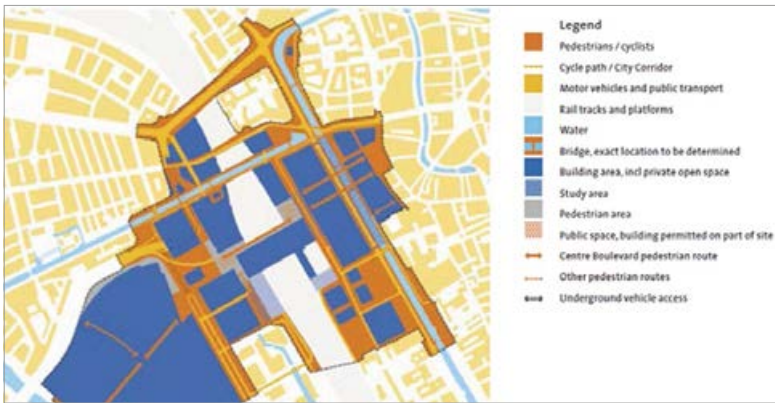 Legend
Pedestrians / cyclists
Cycle path / City Corridor
Motor vehicles and public transport
Rail tracks and platforms
Water
Bridge, exact location to be determined
Building area, incl private open space
Study area
Pedestrian area
Public space, building permitted on part of site
Centre Boulevard pedestrian route
Other pedestrian routes
Underground vehicle access